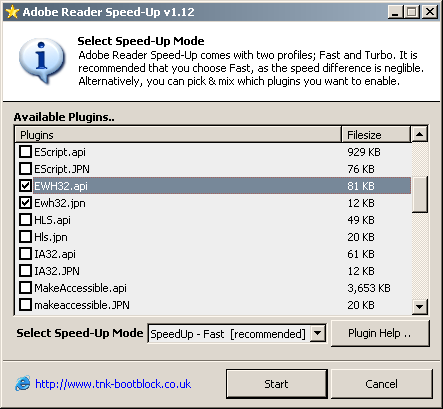 Adobe Reader Speed-Up v1.12
Select Speed-Up Mode
Adobe Reader Speed-Up comes with two profiles; Fast and Turbo. It is
recommended that you choose Fast, as the speed difference is neglible.
Alternatively, you can pick & mix which plugins you want to enable.
Available Plugins..
Plugins Filesize
EScript.api 929 KB
EScript.JPN 76 KB
EWH32.api 81 KB
Ewh32.jpn 12 KB
HLS.api 49 KB
Hls.jpn 20 KB
IA32.api 61 KB
IA32.JPN 12 KB
MakeAccessible.api 3,653 KB
makeaccessible.JPN 20 KB
Select Speed-Up Mode SpeedUp - Fast [recommended] Plugin Help ..
http://www.tnk-bootblock.co.uk Start Cancel